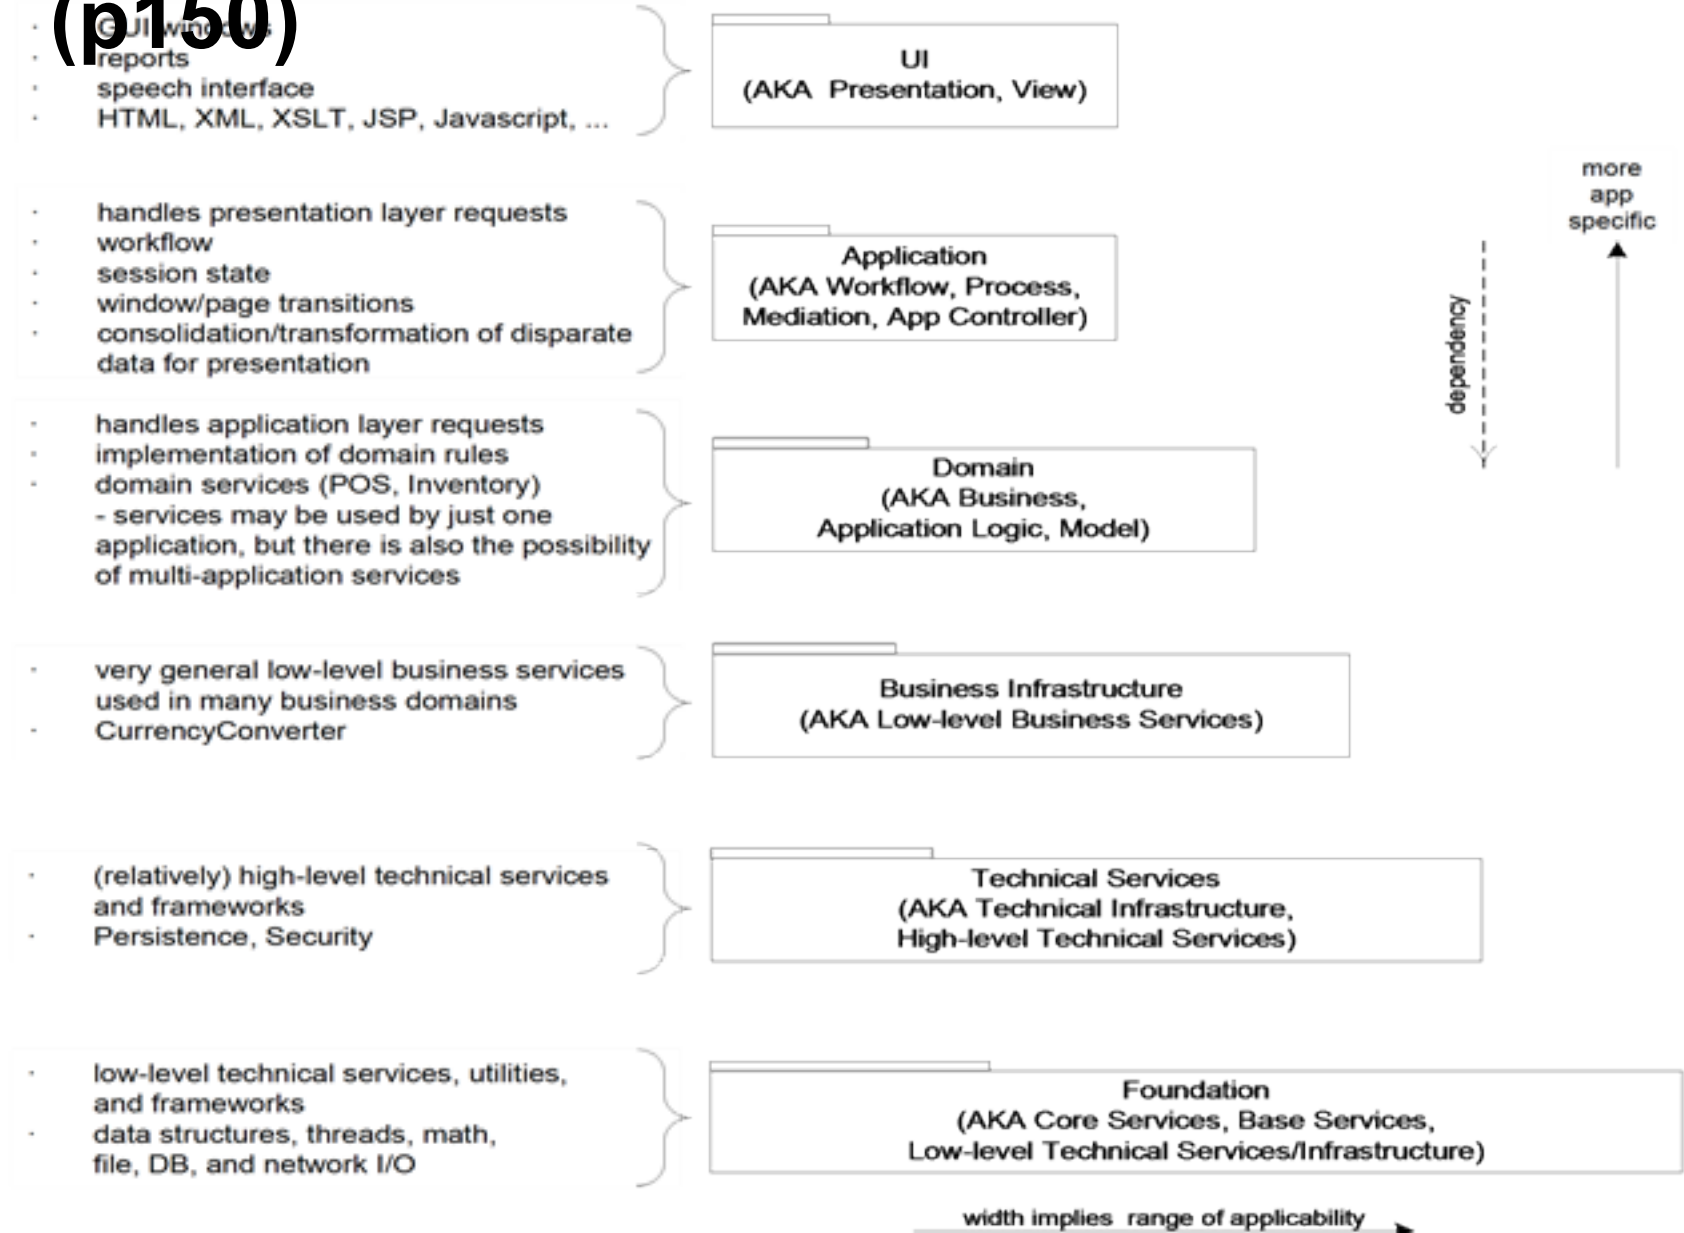 (p150)
· GUI windows
· reports
· speech interface
· HTML, XML, XSLT, JSP, Javascript, ...
UI
(AKA Presentation, View)
· handles presentation layer requests
· workflow
· session state
· window/page transitions
· consolidation/transformation of disparate
data for presentation
Application
(AKA Workflow, Process,
Mediation, App Controller)
more
app
specific
dependency
· handles application layer requests
· implementation of domain rules
· domain services (POS, Inventory)
- services may be used by just one
application, but there is also the possibility
of multi-application services
Domain
(AKA Business,
Application Logic, Model)
· very general low-level business services
used in many business domains
· CurrencyConverter
Business Infrastructure
(AKA Low-level Business Services)
· (relatively) high-level technical services
and frameworks
· Persistence, Security
Technical Services
(AKA Technical Infrastructure,
High-level Technical Services)
· low-level technical services, utilities,
and frameworks
· data structures, threads, math,
file, DB, and network I/O
Foundation
(AKA Core Services, Base Services,
Low-level Technical Services/Infrastructure)
width implies range of applicability